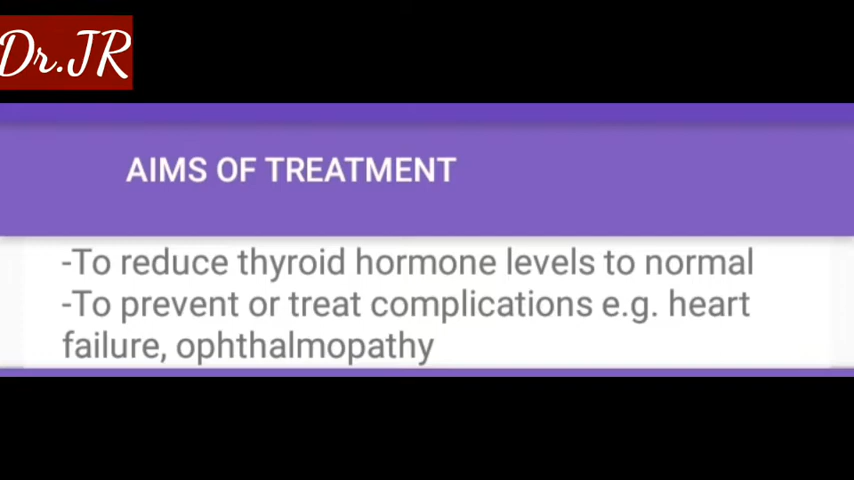 Dr.JR
AIMS OF TREATMENT
-To reduce thyroid hormone levels to normal
-To prevent or treat complications e.g. heart
failure, ophthalmopathy